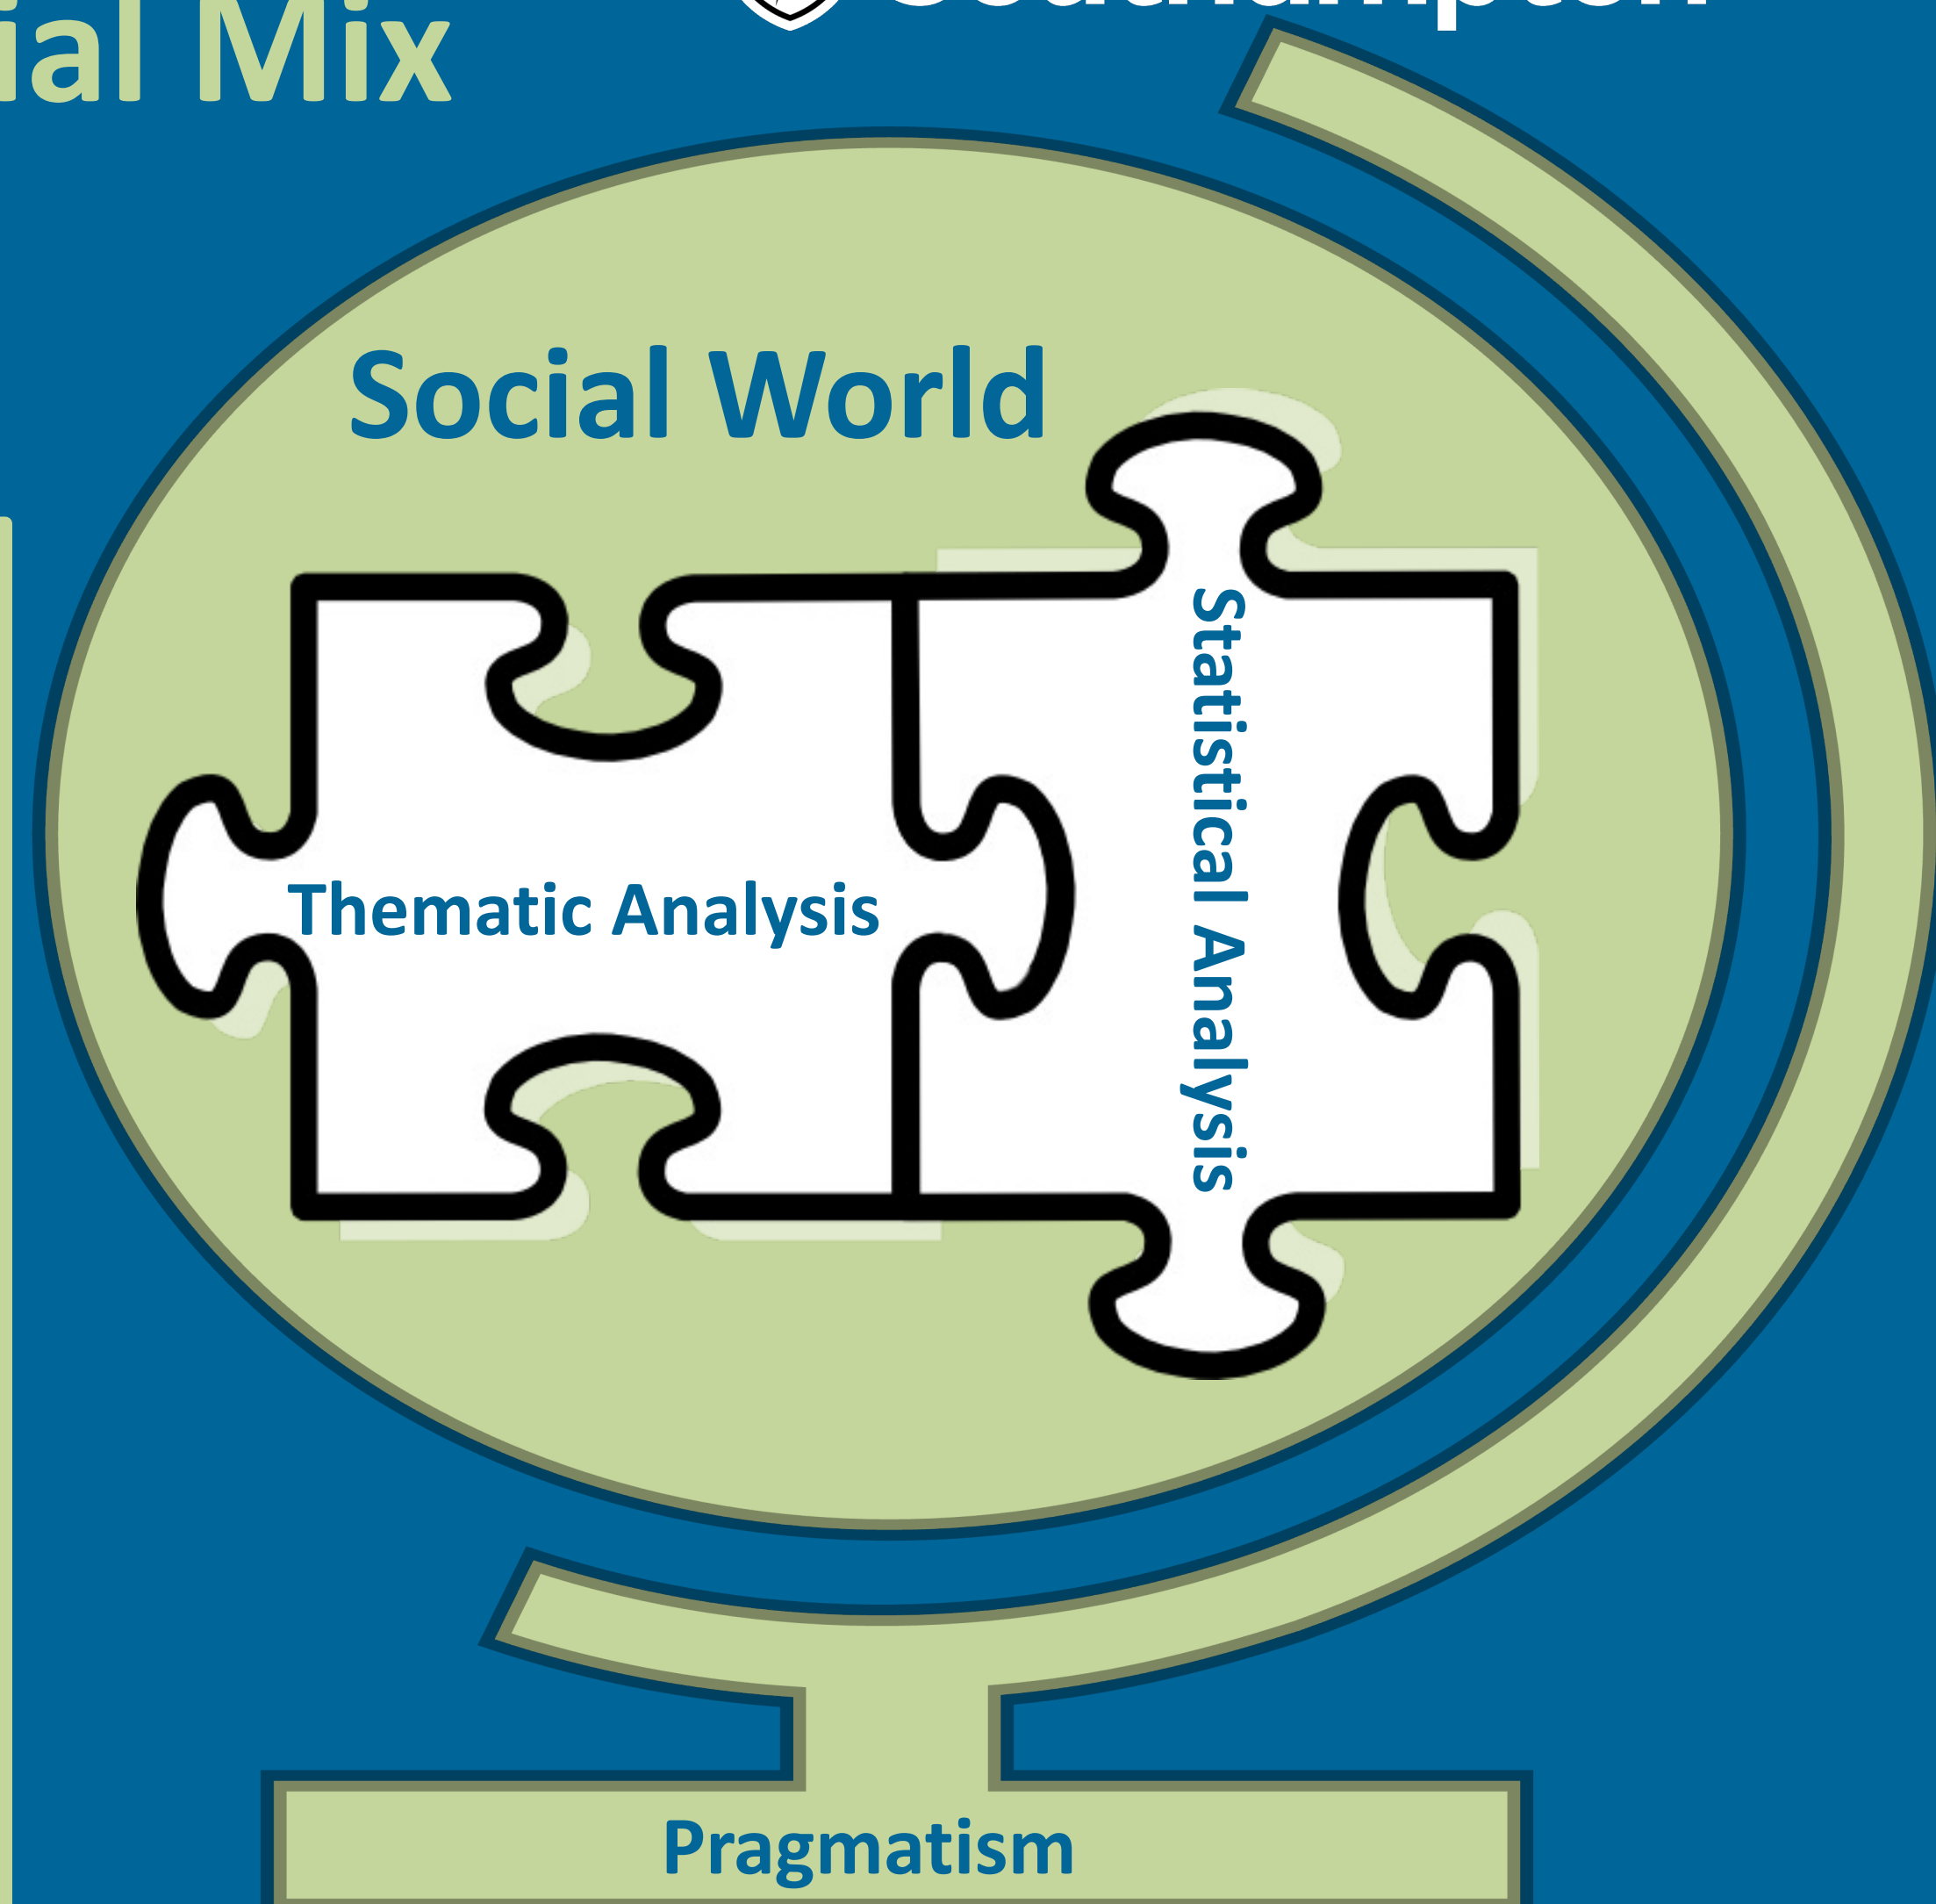 ial Mix
Social World
Thematic Analysis
Statistical Analysis
Pragmatism